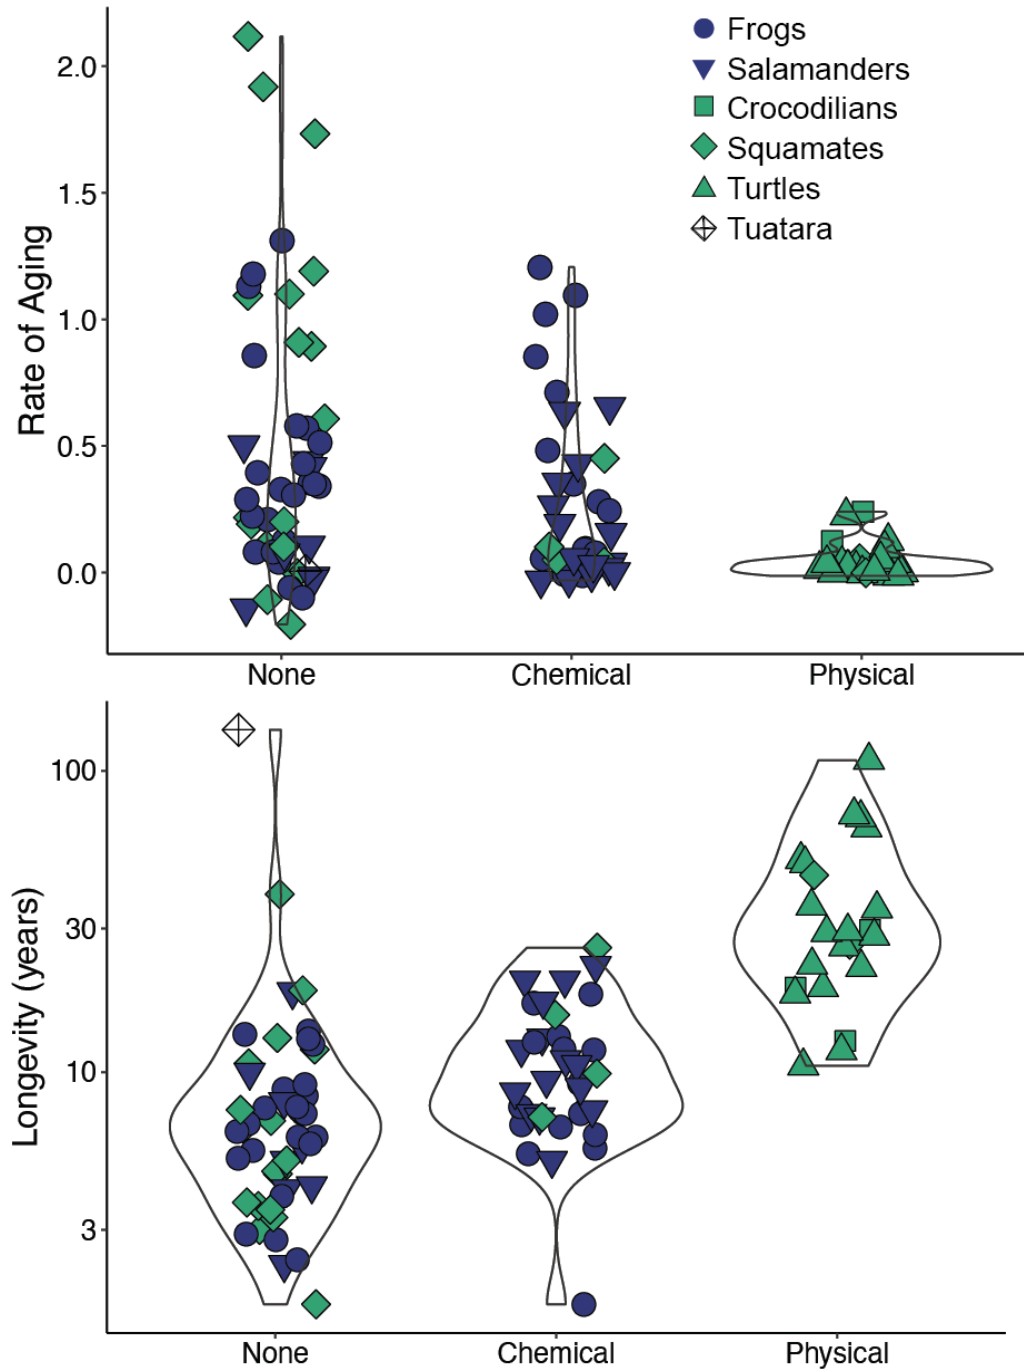 Frogs
Salamanders
Crocodilians
Squamates
Turtles
Tuatara
Rate of Aging
2.0
1.5
1.0
0.5
0.0
None Chemical Physical
Longevity (years)
100
30
10
3
None Chemical Physical